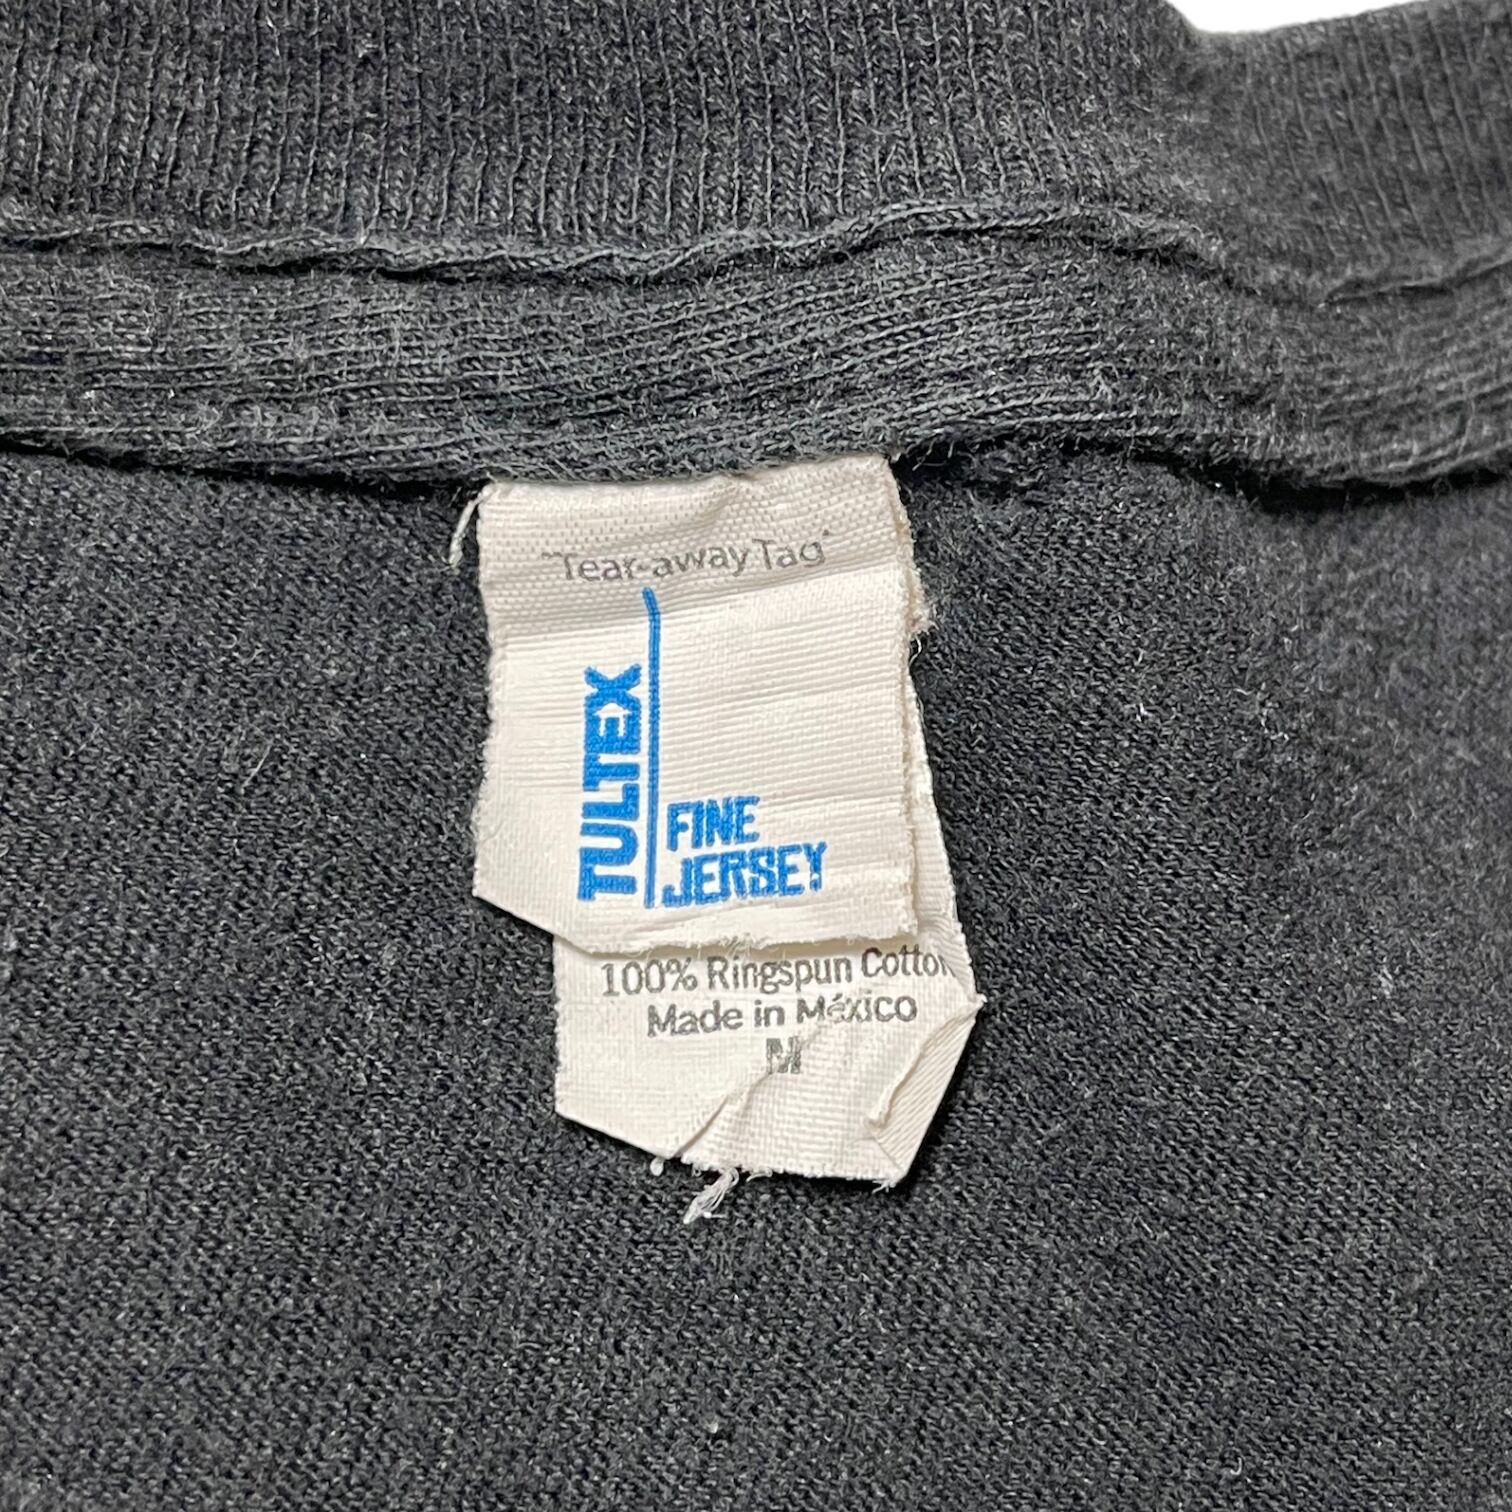 "Tear-away Tag"
TULTEX
FINE
JERSEY
100% Ringspun Cotton
Made in México
M